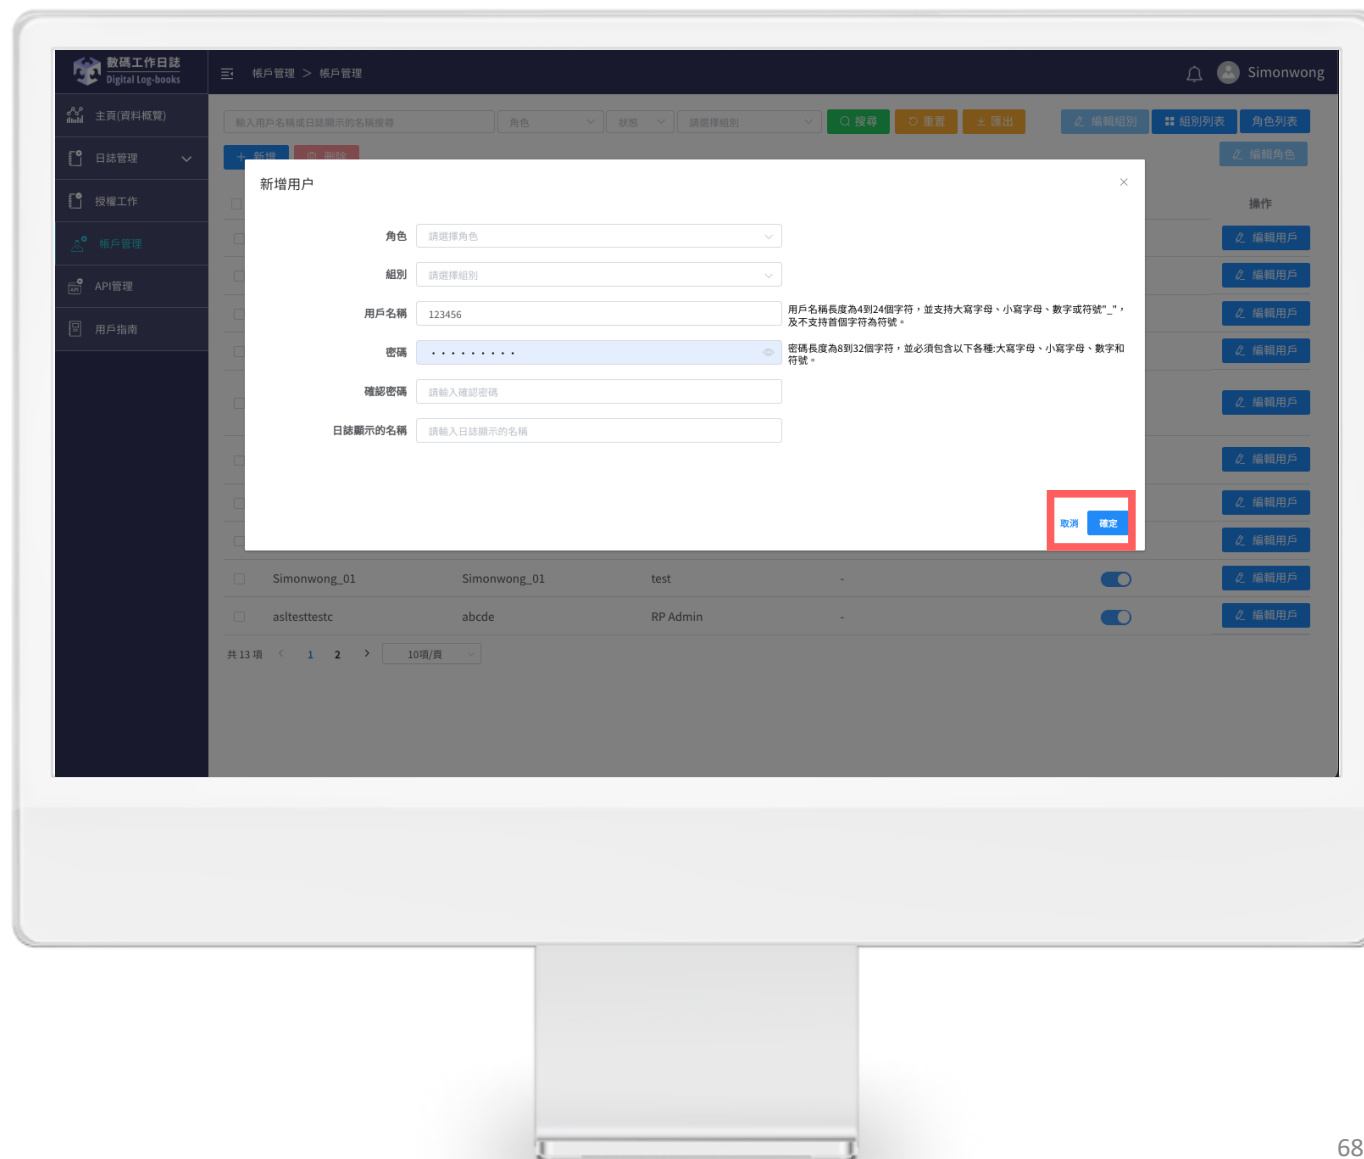 數碼工作日誌
Digital Log-books
帳戶管理 > 帳戶管理
Simonwong
主頁(資料概覽)
日誌管理
授權工作
帳戶管理
API管理
用戶指南
輸入用戶名稱或日誌顯示的名稱搜尋
角色
狀態
請選擇組別
搜尋
重置
匯出
編輯組別
組別列表
角色列表
新增
刪除
編輯角色
操作
新增用户
角色 請選擇角色
組別 請選擇組別
用戶名稱 123456
用戶名稱長度為4到24個字符，並支持大寫字母、小寫字母、數字或符號"_"，
及不支持首個字符為符號。
密碼 ·········
密碼長度為8到32個字符，並必須包含以下各種:大寫字母、小寫字母、數字和
符號。
確認密碼 請輸入確認密碼
日誌顯示的名稱 請輸入日誌顯示的名稱
取消 確定
編輯用戶
編輯用戶
編輯用戶
編輯用戶
編輯用戶
編輯用戶
編輯用戶
編輯用戶
Simonwong_01 Simonwong_01 test - 編輯用戶
asltesttestc abcde RP Admin - 編輯用戶
共 13 項 < 1 2 > 10項/頁
68